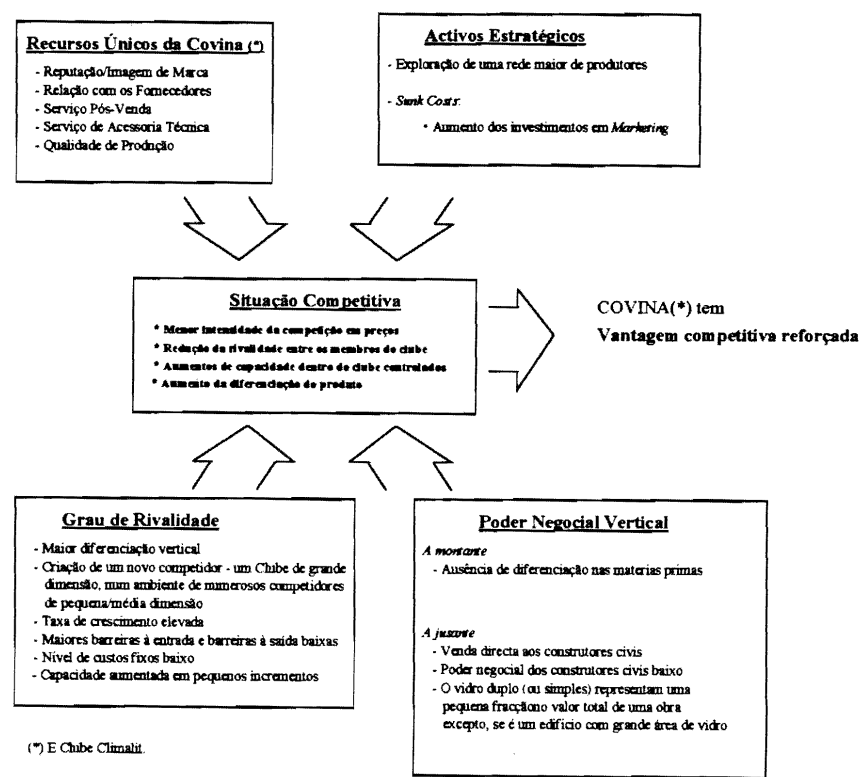 Recursos Únicos da Covina (*)
- Reputação/Imagem de Marca
- Relação com os Fornecedores
- Serviço Pós-Venda
- Serviço de Acessoria Técnica
- Qualidade de Produção
Activos Estratégicos
- Exploração de uma rede maior de produtores
- Sunk Costs:
• Aumento dos investimentos em Marketing
Situação Competitiva
* Menor intensidade da competição em preços
* Redução da rivalidade entre os membros do clube
* Aumentos de capacidade dentro do clube controlados
* Aumento da diferenciação do produto
COVINA(*) tem
Vantagem competitiva reforçada
Grau de Rivalidade
- Maior diferenciação vertical
- Criação de um novo competidor - um Clube de grande
dimensão, num ambiente de numerosos competidores
de pequena/média dimensão
- Taxa de crescimento elevada
- Maiores barreiras à entrada e barreiras à saída baixas
- Nível de custos fixos baixo
- Capacidade aumentada em pequenos incrementos
Poder Negocial Vertical
A montante
- Ausência de diferenciação nas materias primas
A jusante
- Venda directa aos construtores civis
- Poder negocial dos construtores civis baixo
- O vidro duplo (ou simples) representam uma
pequena fracçãono valor total de uma obra
excepto, se é um edificio com grande área de vidro
(*) E Clube Climalit.